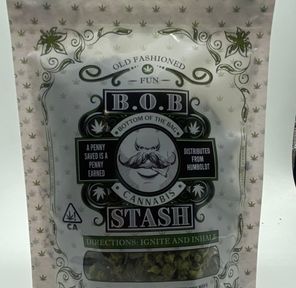 OLD FASHIONED
FUN
B.O.B
BOTTOM OF THE BAG
A PENNY
SAVED IS A
PENNY
EARNED
DISTRIBUTED
FROM
HUMBOLDT
CANNABIS
CA
STASH
DIRECTIONS: IGNITE AND INHALE